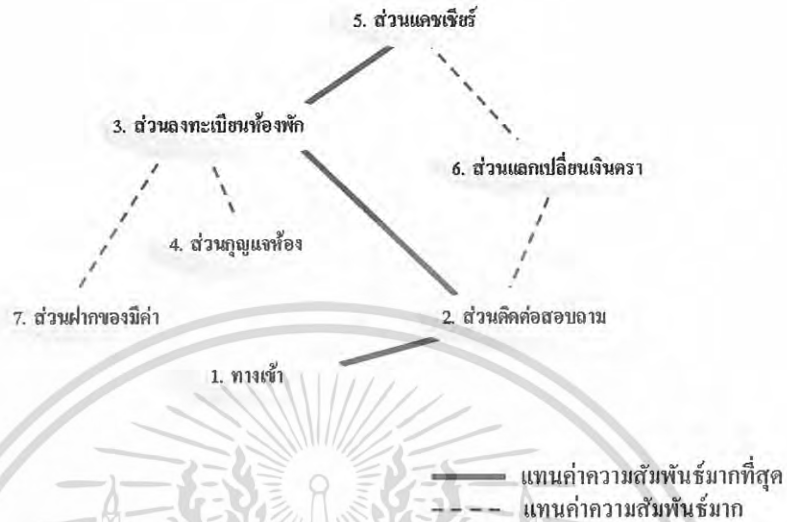 5. ส่วนแคชเชียร์
3. ส่วนลงทะเบียนห้องพัก
6. ส่วนแลกเปลี่ยนเงินตรา
4. ส่วนกุญแจห้อง
7. ส่วนฝากของมีค่า
2. ส่วนติดต่อสอบถาม
1. ทางเข้า
แทนค่าความสัมพันธ์มากที่สุด
แทนค่าความสัมพันธ์มาก